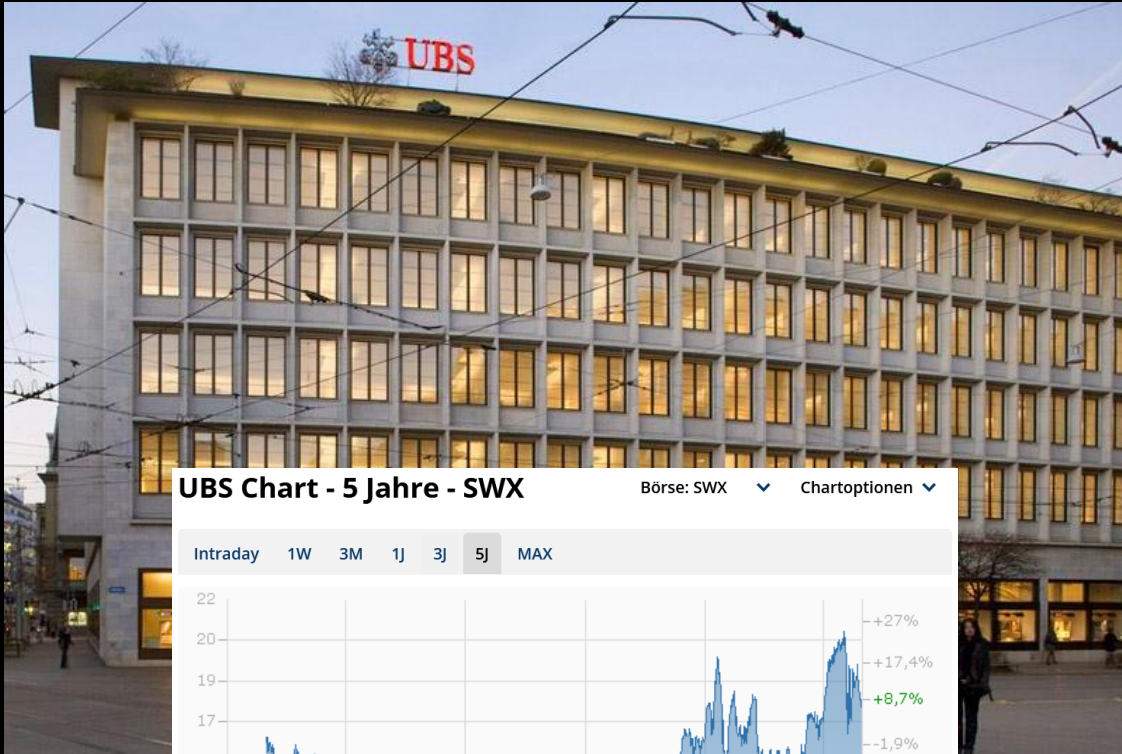 UBS
UBS Chart - 5 Jahre - SWX
Börse: SWX
Chartoptionen
Intraday 1W 3M 1J 3J 5J MAX
22
20
19
17
+27%
+17,4%
+8,7%
-1,9%